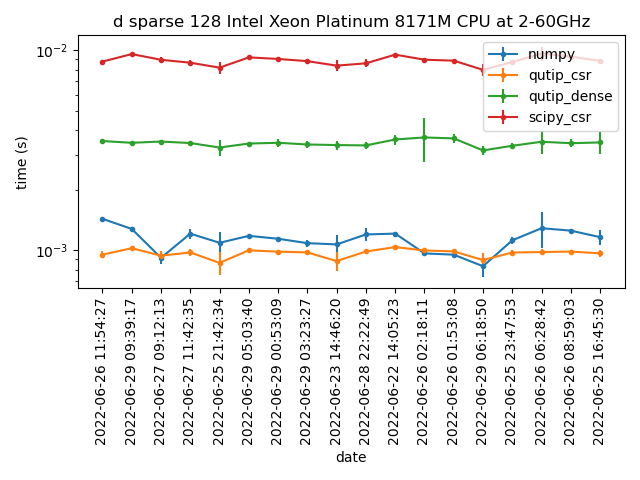 d sparse 128 Intel Xeon Platinum 8171M CPU at 2-60GHz
numpy
qutip_csr
qutip_dense
scipy_csr
time (s)
10⁻²
10⁻³
2022-06-26 11:54:27
2022-06-29 09:39:17
2022-06-27 09:12:13
2022-06-27 11:42:35
2022-06-25 21:42:34
2022-06-29 05:03:40
2022-06-29 00:53:09
2022-06-29 03:23:27
2022-06-23 14:46:20
2022-06-28 22:22:49
2022-06-22 14:05:23
2022-06-26 02:18:11
2022-06-26 01:53:08
2022-06-29 06:18:50
2022-06-25 23:47:53
2022-06-26 06:28:42
2022-06-26 08:59:03
2022-06-25 16:45:30
date